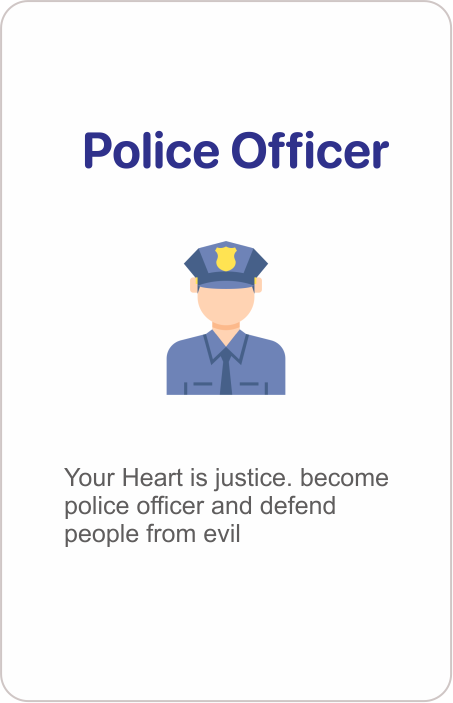 Police Officer
Your Heart is justice. become
police officer and defend
people from evil